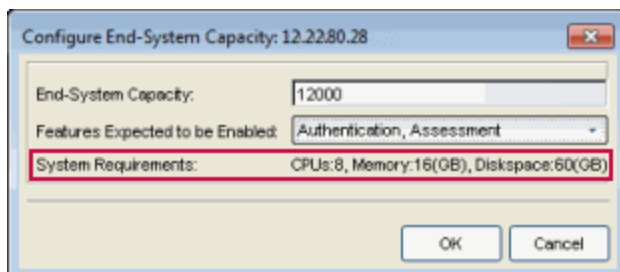 Configure End-System Capacity: 12.22.80.28
End-System Capacity: 12000
Features Expected to be Enabled: Authentication, Assessment
System Requirements: CPUs:8, Memory:16(GB), Diskspace:60(GB)
OK Cancel